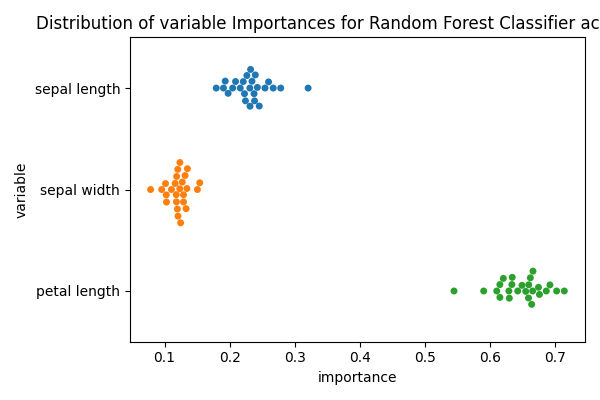 Distribution of variable Importances for Random Forest Classifier ac
sepal length
sepal width
petal length
variable
0.1 0.2 0.3 0.4 0.5 0.6 0.7
importance